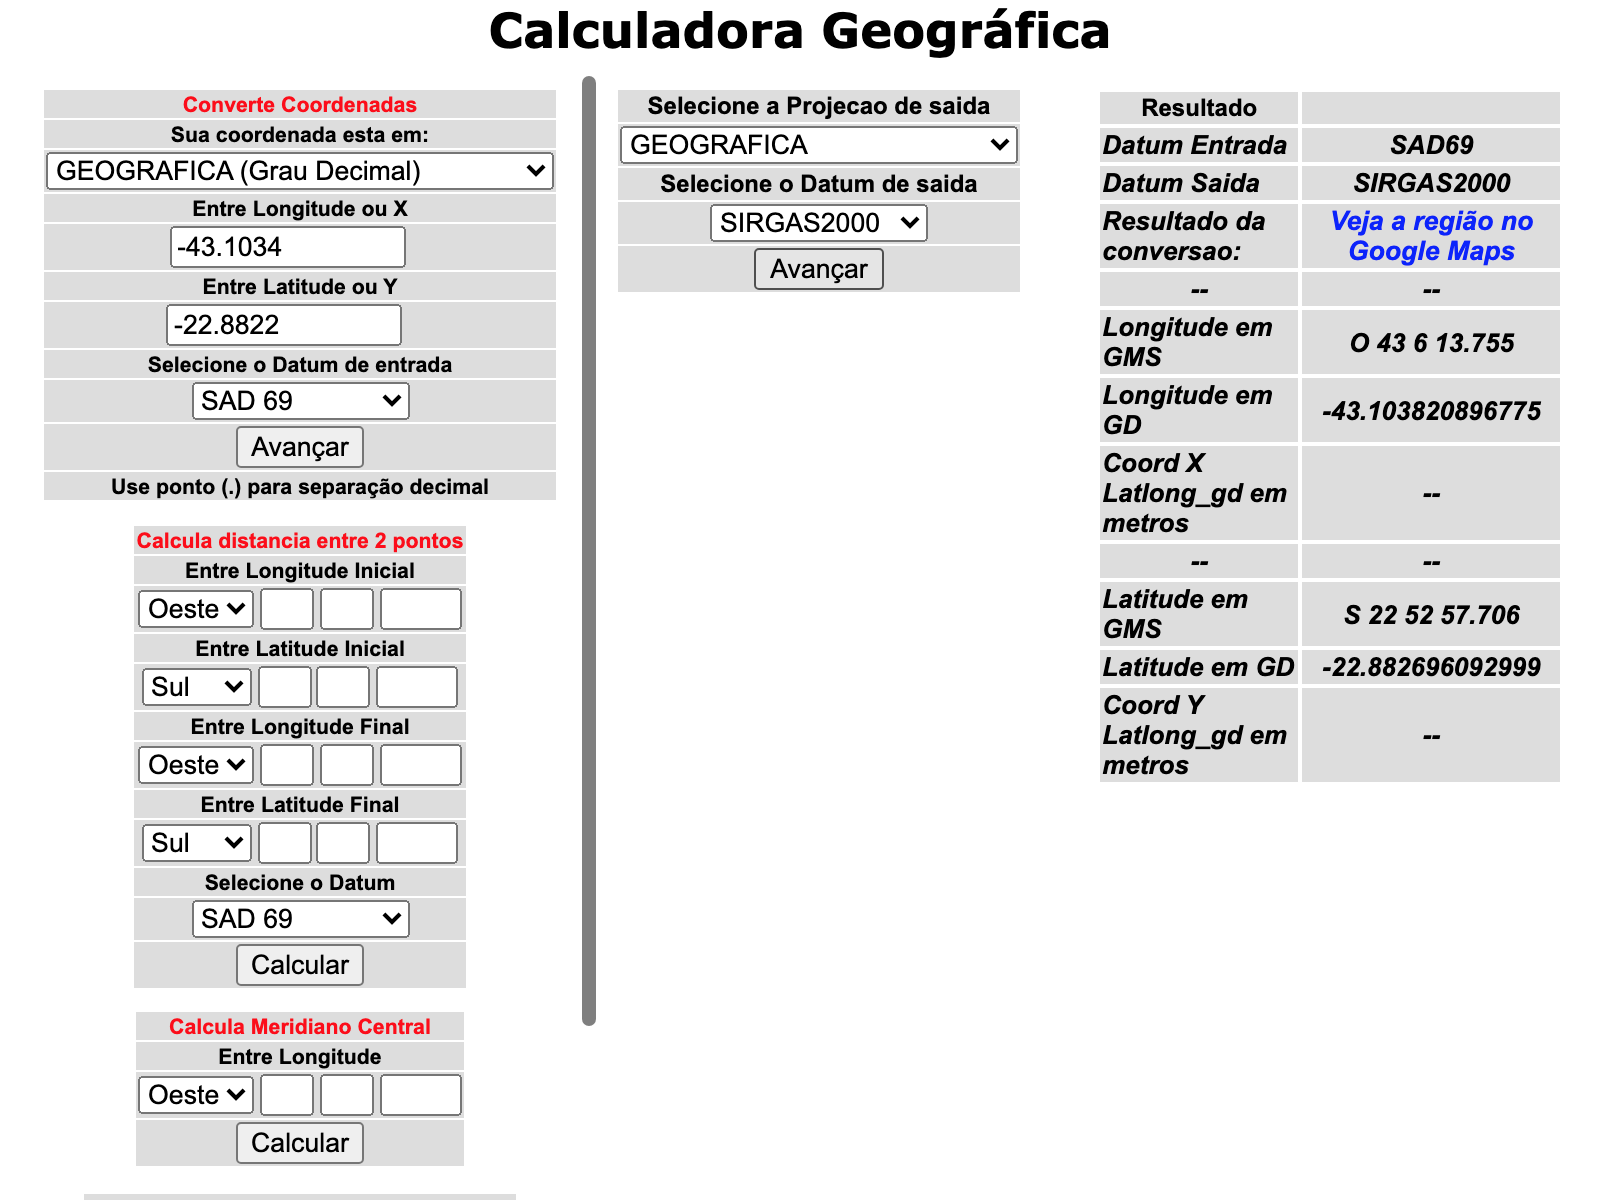 Calculadora Geográfica
Converte Coordenadas
Sua coordenada esta em:
GEOGRAFICA (Grau Decimal)
Entre Longitude ou X
-43.1034
Entre Latitude ou Y
-22.8822
Selecione o Datum de entrada
SAD 69
Avançar
Use ponto (.) para separação decimal
Calcula distancia entre 2 pontos
Entre Longitude Inicial
Oeste
Entre Latitude Inicial
Sul
Entre Longitude Final
Oeste
Entre Latitude Final
Sul
Selecione o Datum
SAD 69
Calcular
Calcula Meridiano Central
Entre Longitude
Oeste
Calcular
Selecione a Projecao de saida
GEOGRAFICA
Selecione o Datum de saida
SIRGAS2000
Avançar
Resultado
Datum Entrada SAD69
Datum Saida SIRGAS2000
Resultado da
conversao:
Veja a região no
Google Maps
-- --
Longitude em
GMS
O 43 6 13.755
Longitude em
GD
-43.103820896775
Coord X
Latlong_gd em
metros
--
-- --
Latitude em
GMS
S 22 52 57.706
Latitude em GD -22.882696092999
Coord Y
Latlong_gd em
metros
--